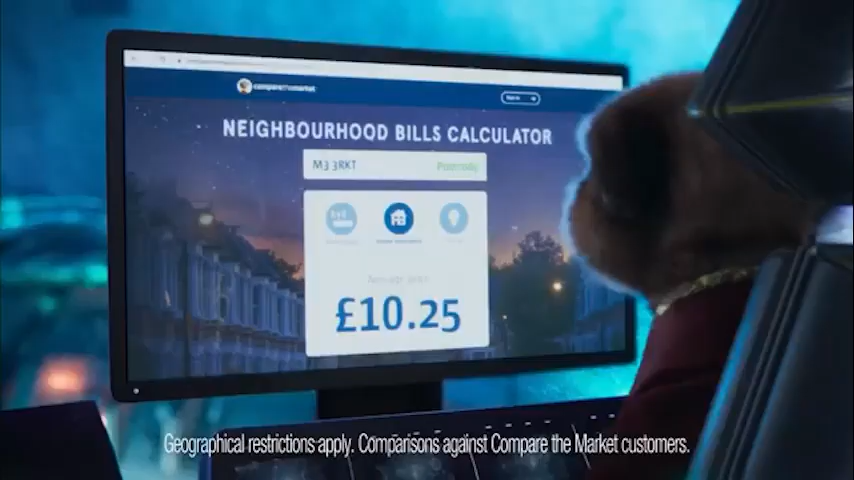 comparethemarket
NEIGHBOURHOOD BILLS CALCULATOR
M3 3RKT
£10.25
Geographical restrictions apply. Comparisons against Compare the Market customers.